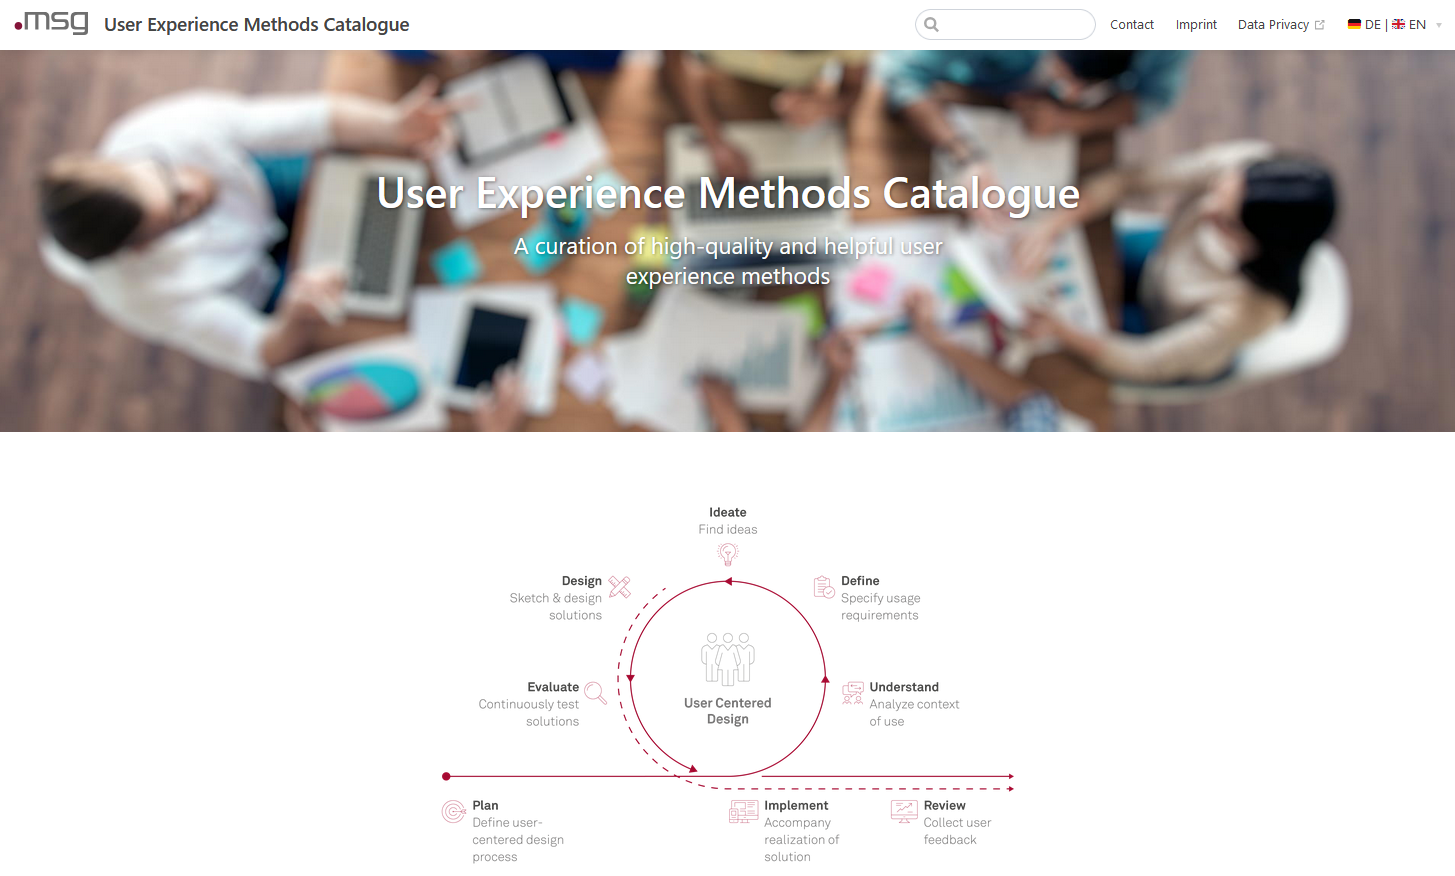 .msg User Experience Methods Catalogue
Contact
Imprint
Data Privacy
DE | EN
User Experience Methods Catalogue
A curation of high-quality and helpful user
experience methods
Ideate
Find ideas
Design
Sketch & design
solutions
Define
Specify usage
requirements
Evaluate
Continuously test
solutions
User Centered
Design
Understand
Analyze context
of use
Plan
Define user-
centered design
process
Implement
Accompany
realization of
solution
Review
Collect user
feedback